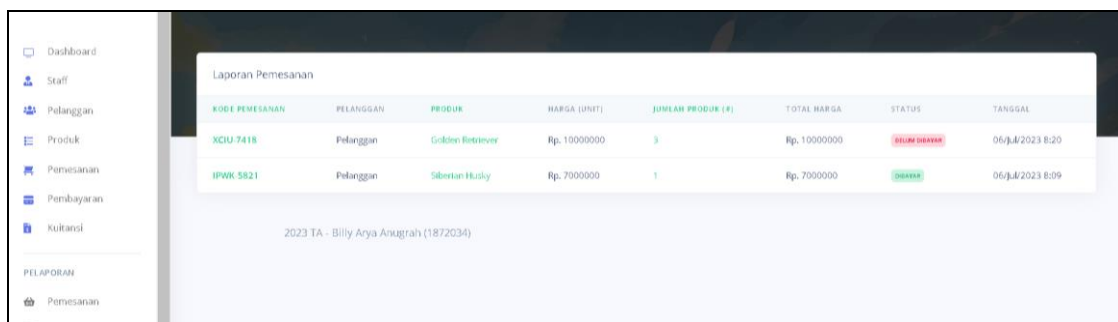 Dashboard
Staff
Pelanggan
Produk
Pemesanan
Pembayaran
Kuitansi
PELAPORAN
Pemesanan
Laporan Pemesanan
KODE PEMESANAN PELANGGAN PRODUK HARGA (UNIT) JUMLAH PRODUK (#) TOTAL HARGA STATUS TANGGAL
XCIU-7418 Pelanggan Golden Retriever Rp. 10000000 3 Rp. 10000000 BELUM DIBAYAR 06/Jul/2023 8:20
IPWK-5821 Pelanggan Siberian Husky Rp. 7000000 1 Rp. 7000000 DIBAYAR 06/Jul/2023 8:09
2023 TA - Billy Arya Anugrah (1872034)